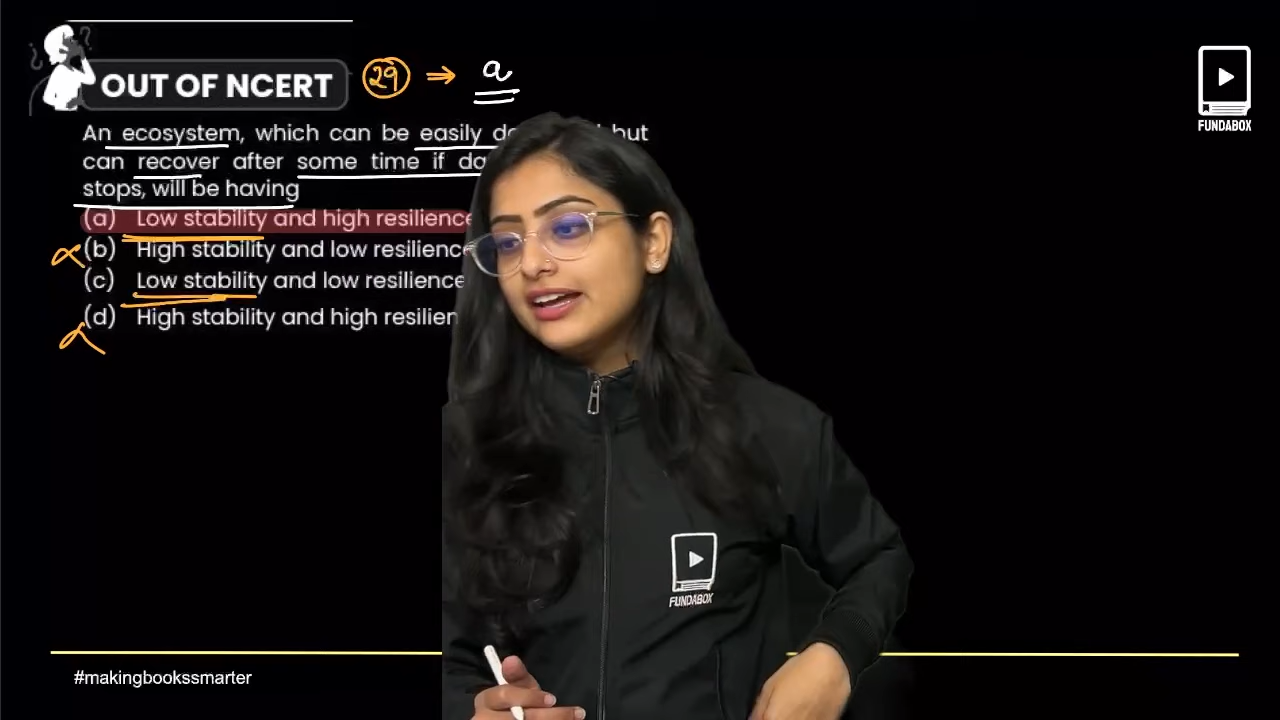 OUT OF NCERT 29 ⇒ a
FUNDABOX
An ecosystem, which can be easily but
can recover after some time if
stops, will be having
(a) Low stability and high resilience
(b) High stability and low resilience
(c) Low stability and low resilience
(d) High stability and high
FUNDABOX
#makingbookssmarter